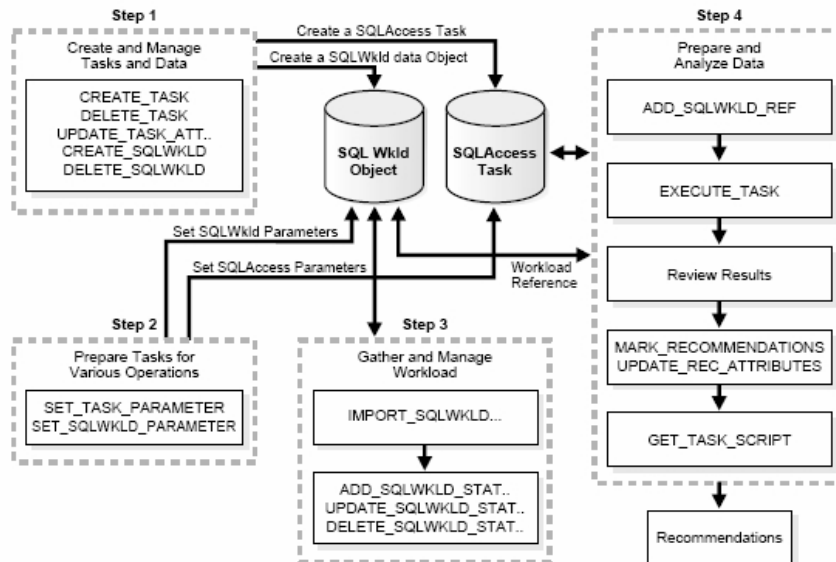 Step 1
Create and Manage
Tasks and Data
CREATE_TASK
DELETE_TASK
UPDATE_TASK_ATT..
CREATE_SQLWKLD
DELETE_SQLWKLD
Create a SQLAccess Task
Create a SQLWkld data Object
SQL Wkld
Object
SQLAccess
Task
Set SQLWkld Parameters
Set SQLAccess Parameters
Workload
Reference
Step 2
Prepare Tasks for
Various Operations
SET_TASK_PARAMETER
SET_SQLWKLD_PARAMETER
Step 3
Gather and Manage
Workload
IMPORT_SQLWKLD...
ADD_SQLWKLD_STAT..
UPDATE_SQLWKLD_STAT..
DELETE_SQLWKLD_STAT..
Step 4
Prepare and
Analyze Data
ADD_SQLWKLD_REF
EXECUTE_TASK
Review Results
MARK_RECOMMENDATIONS
UPDATE_REC_ATTRIBUTES
GET_TASK_SCRIPT
Recommendations